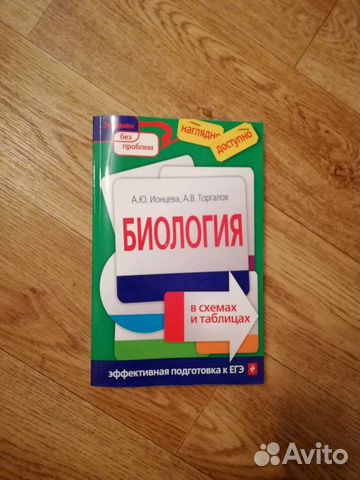 экзамен
без
проблем
наглядно
доступно
А.Ю. Ионцева, А.В. Торгалов
БИОЛОГИЯ
в схемах
и таблицах
эффективная подготовка к ЕГЭ
Avito